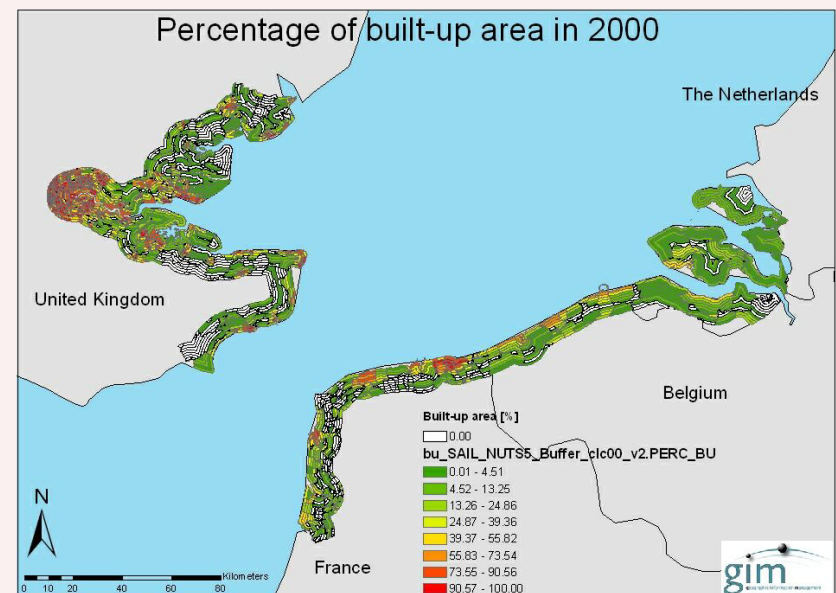 Percentage of built-up area in 2000
The Netherlands
United Kingdom
Belgium
France
Built-up area [%]
0.00
bu_SAIL_NUTS5_Buffer_clc00_v2.PERC_BU
0.01 - 4.51
4.52 - 13.25
13.26 - 24.86
24.87 - 39.36
39.37 - 55.82
55.83 - 73.54
73.55 - 90.56
90.57 - 100.00
N
Kilometers
0 10 20 40 60 80
gim